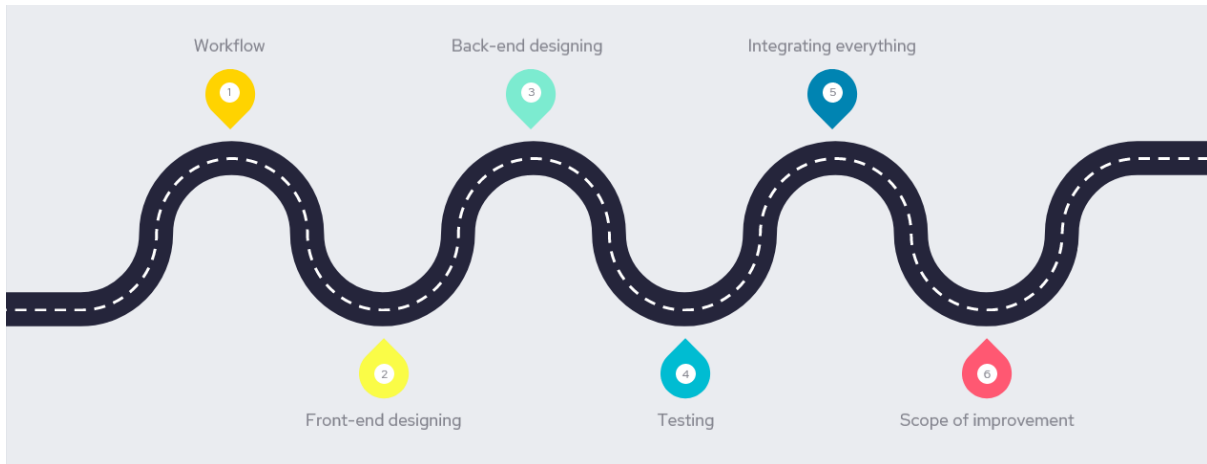 Workflow
1
Front-end designing
2
Back-end designing
3
Testing
4
Integrating everything
5
Scope of improvement
6